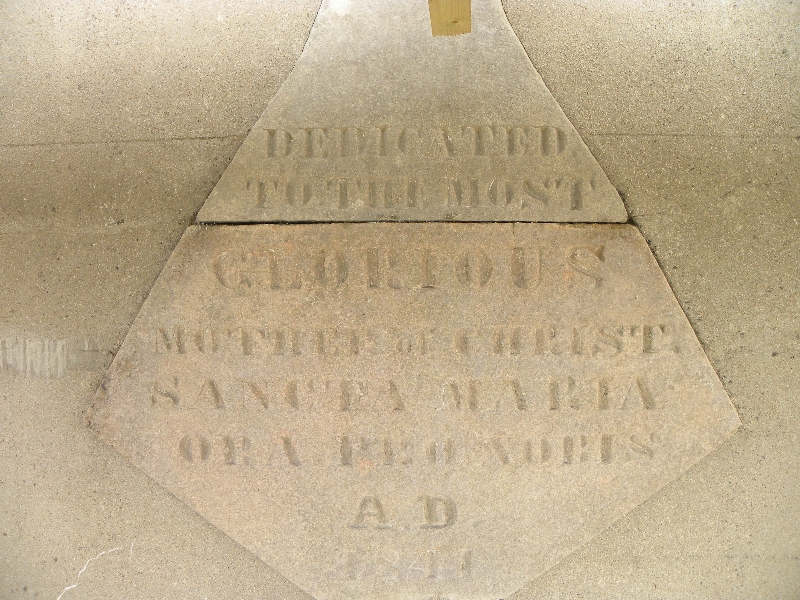 DEDICATED
TO THE MOST
GLORIOUS
MOTHER of CHRIST.
SANCTA MARIA
ORA PRO NOBIS
A D